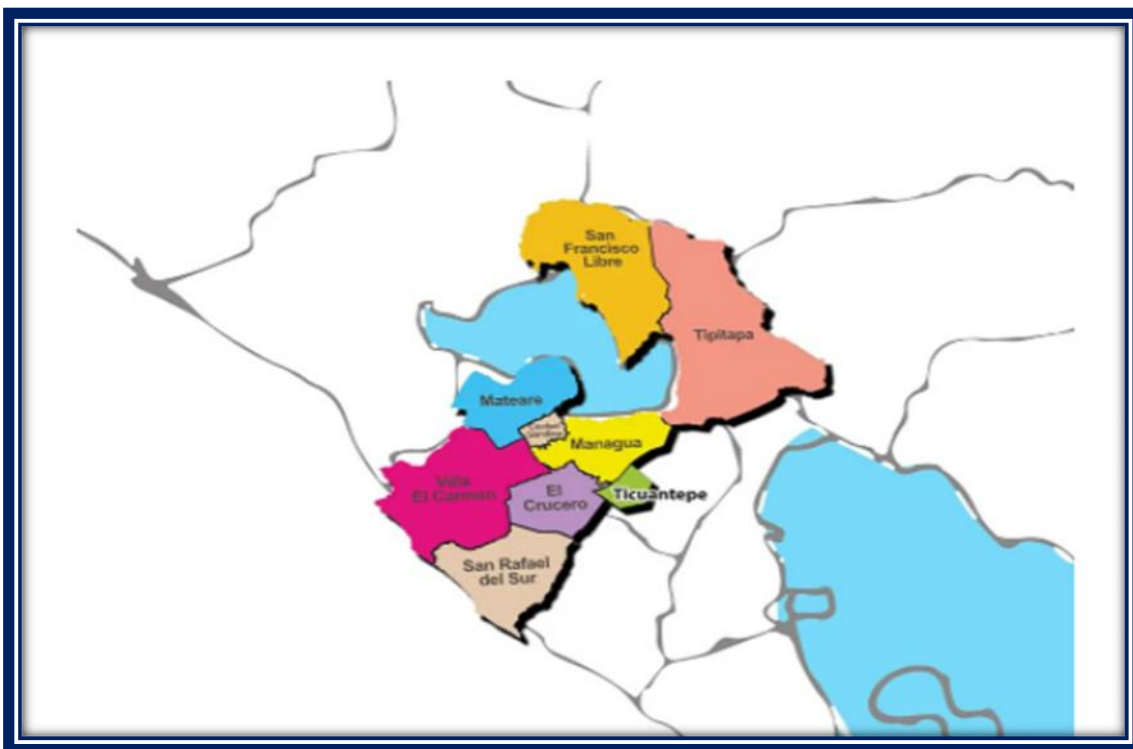 San
Francisco
Libre
Tipitapa
Mateare
Managua
Villa
El Carmen
El
Crucero
Ticuantepe
San Rafael
del Sur